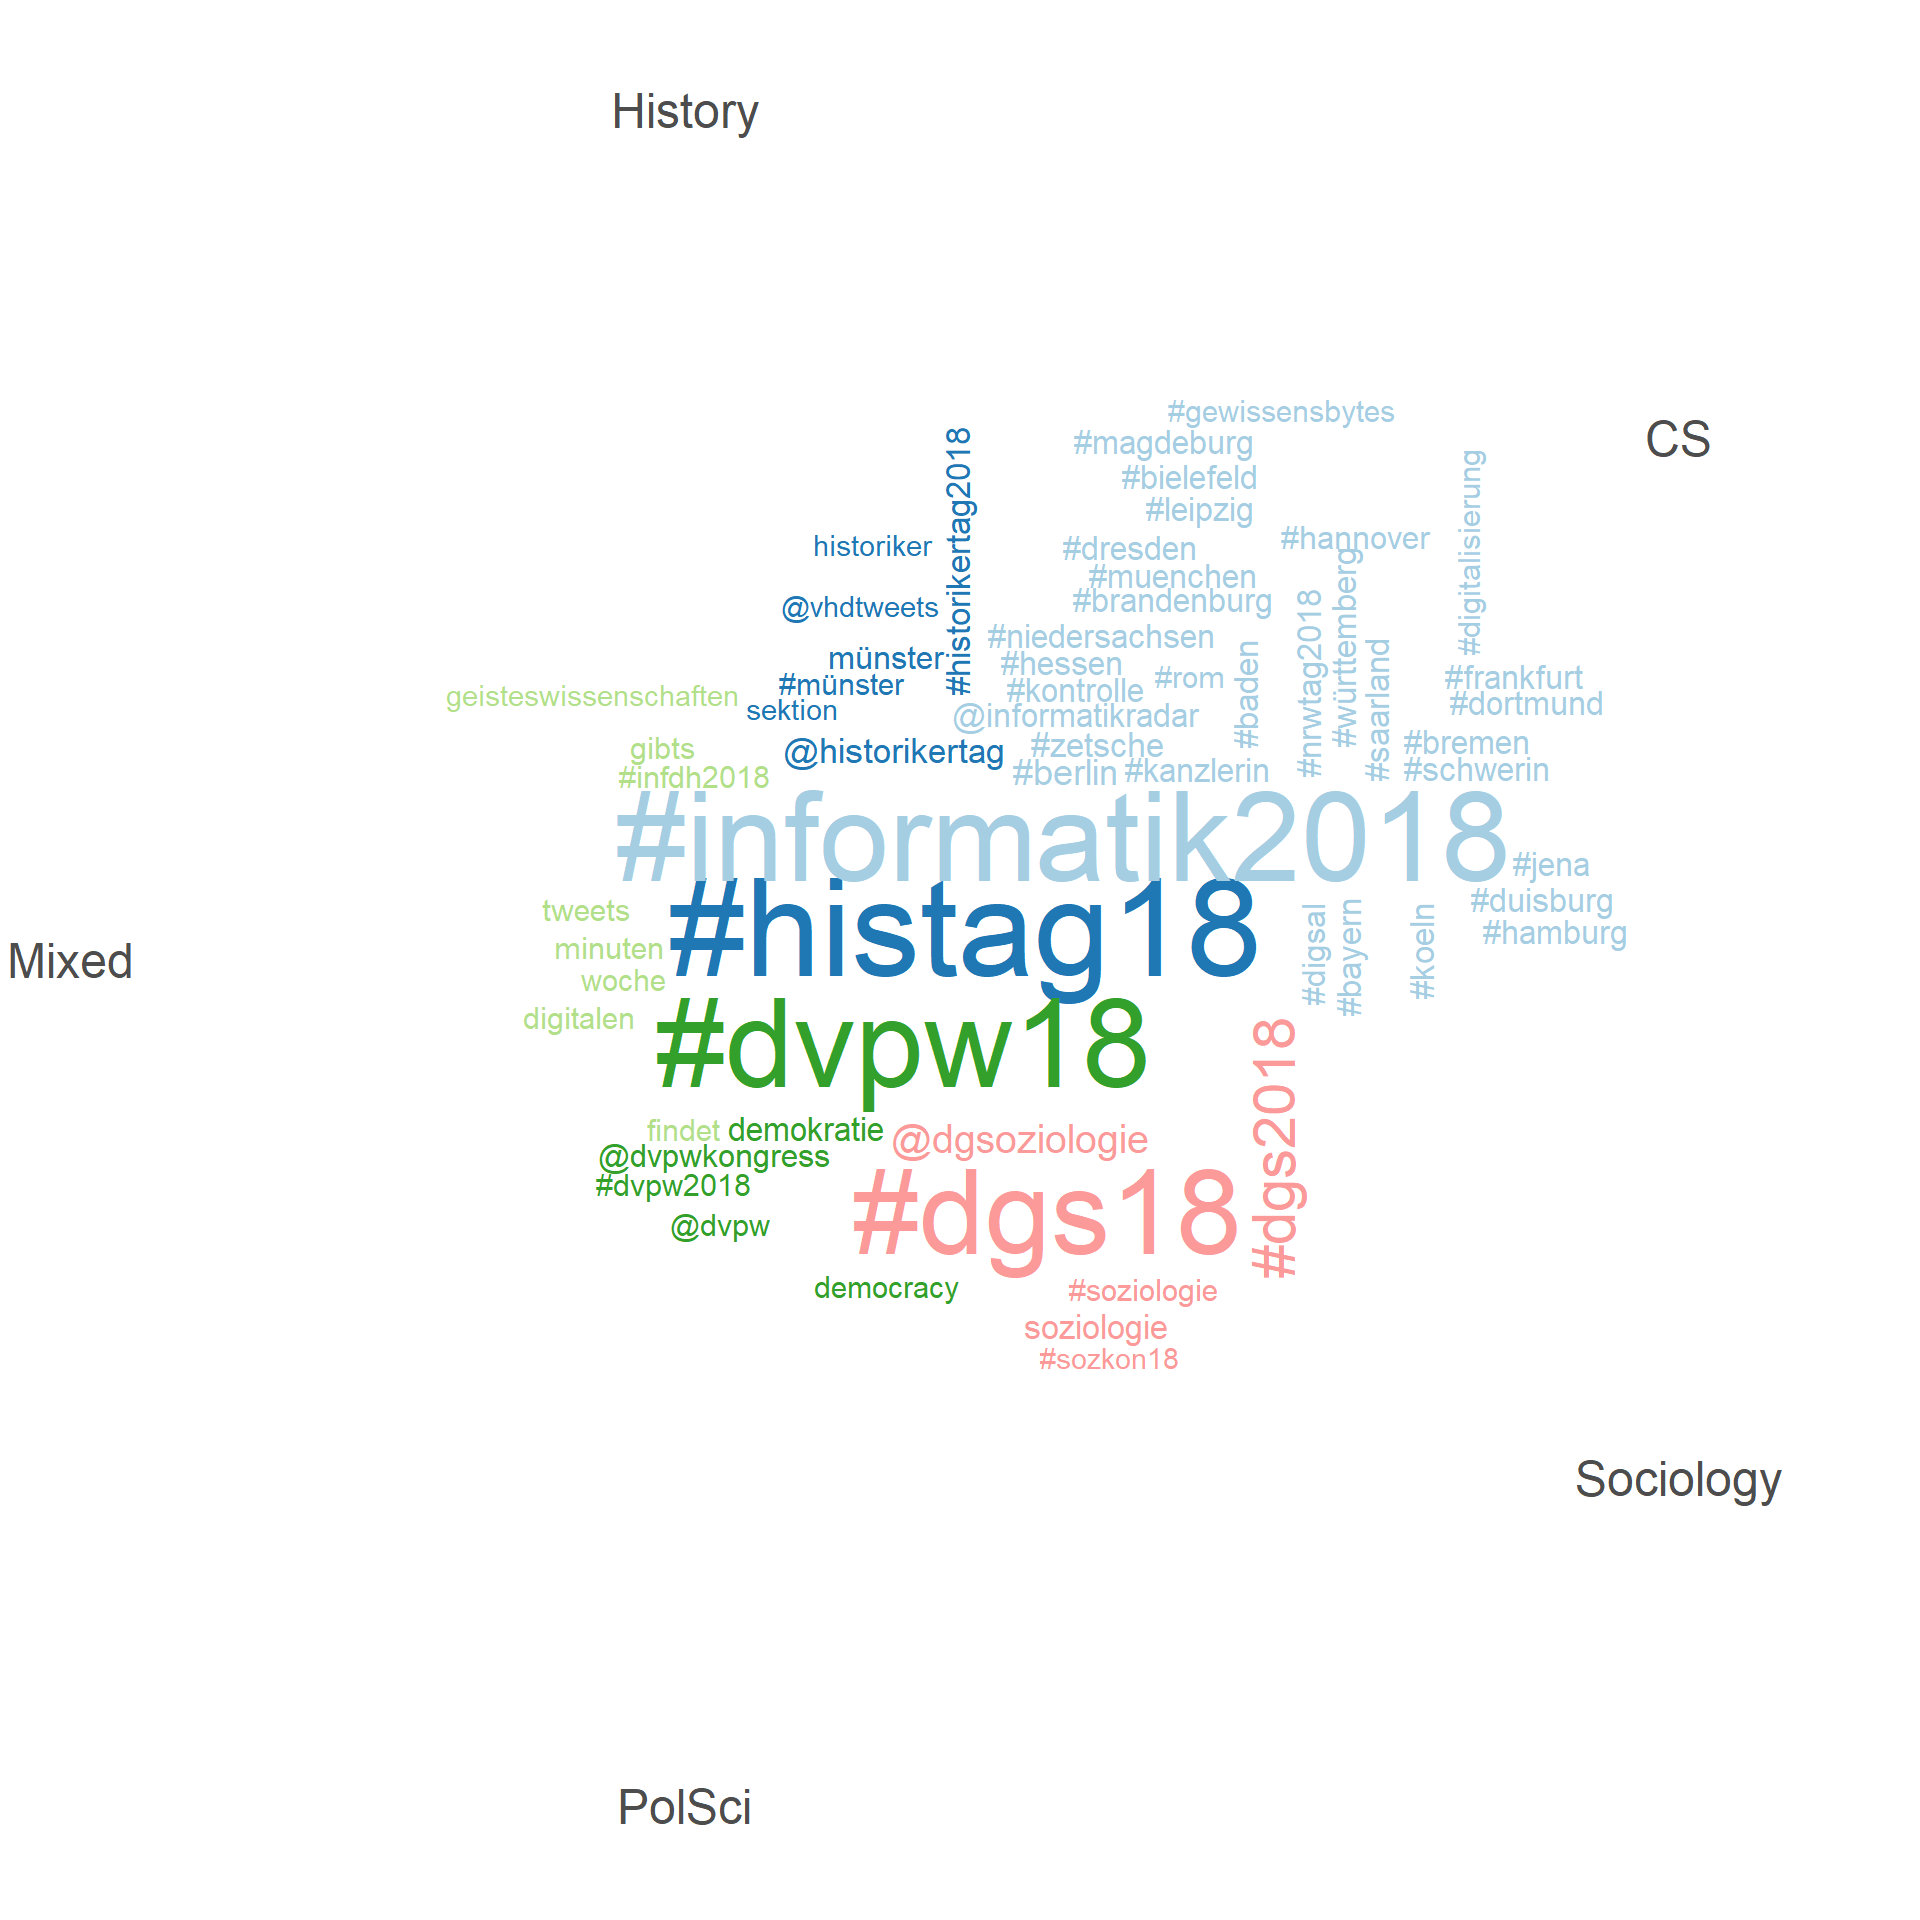 History
#gewissensbytes
CS
#magdeburg
#bielefeld
#leipzig
#historikertag2018
#digitalisierung
historiker
#dresden
#hannover
#muenchen
#brandenburg
@vhdtweets
#niedersachsen
münster
#hessen
#rom
#baden
#nrwtag2018
#württemberg
#saarland
#frankfurt
#münster
#kontrolle
geisteswissenschaften
sektion
@informatikradar
#dortmund
gibts
@historikertag
#zetsche
#bremen
#infdh2018
#berlin
#kanzlerin
#schwerin
#informatik2018
#jena
tweets
#histag18
#duisburg
#hamburg
minuten
#digsal
#bayern
#koeln
Mixed
woche
digitalen
#dvpw18
#dgs2018
findet
demokratie
@dgsoziologie
@dvpwkongress
#dvpw2018
#dgs18
@dvpw
democracy
#soziologie
soziologie
#sozkon18
Sociology
PolSci